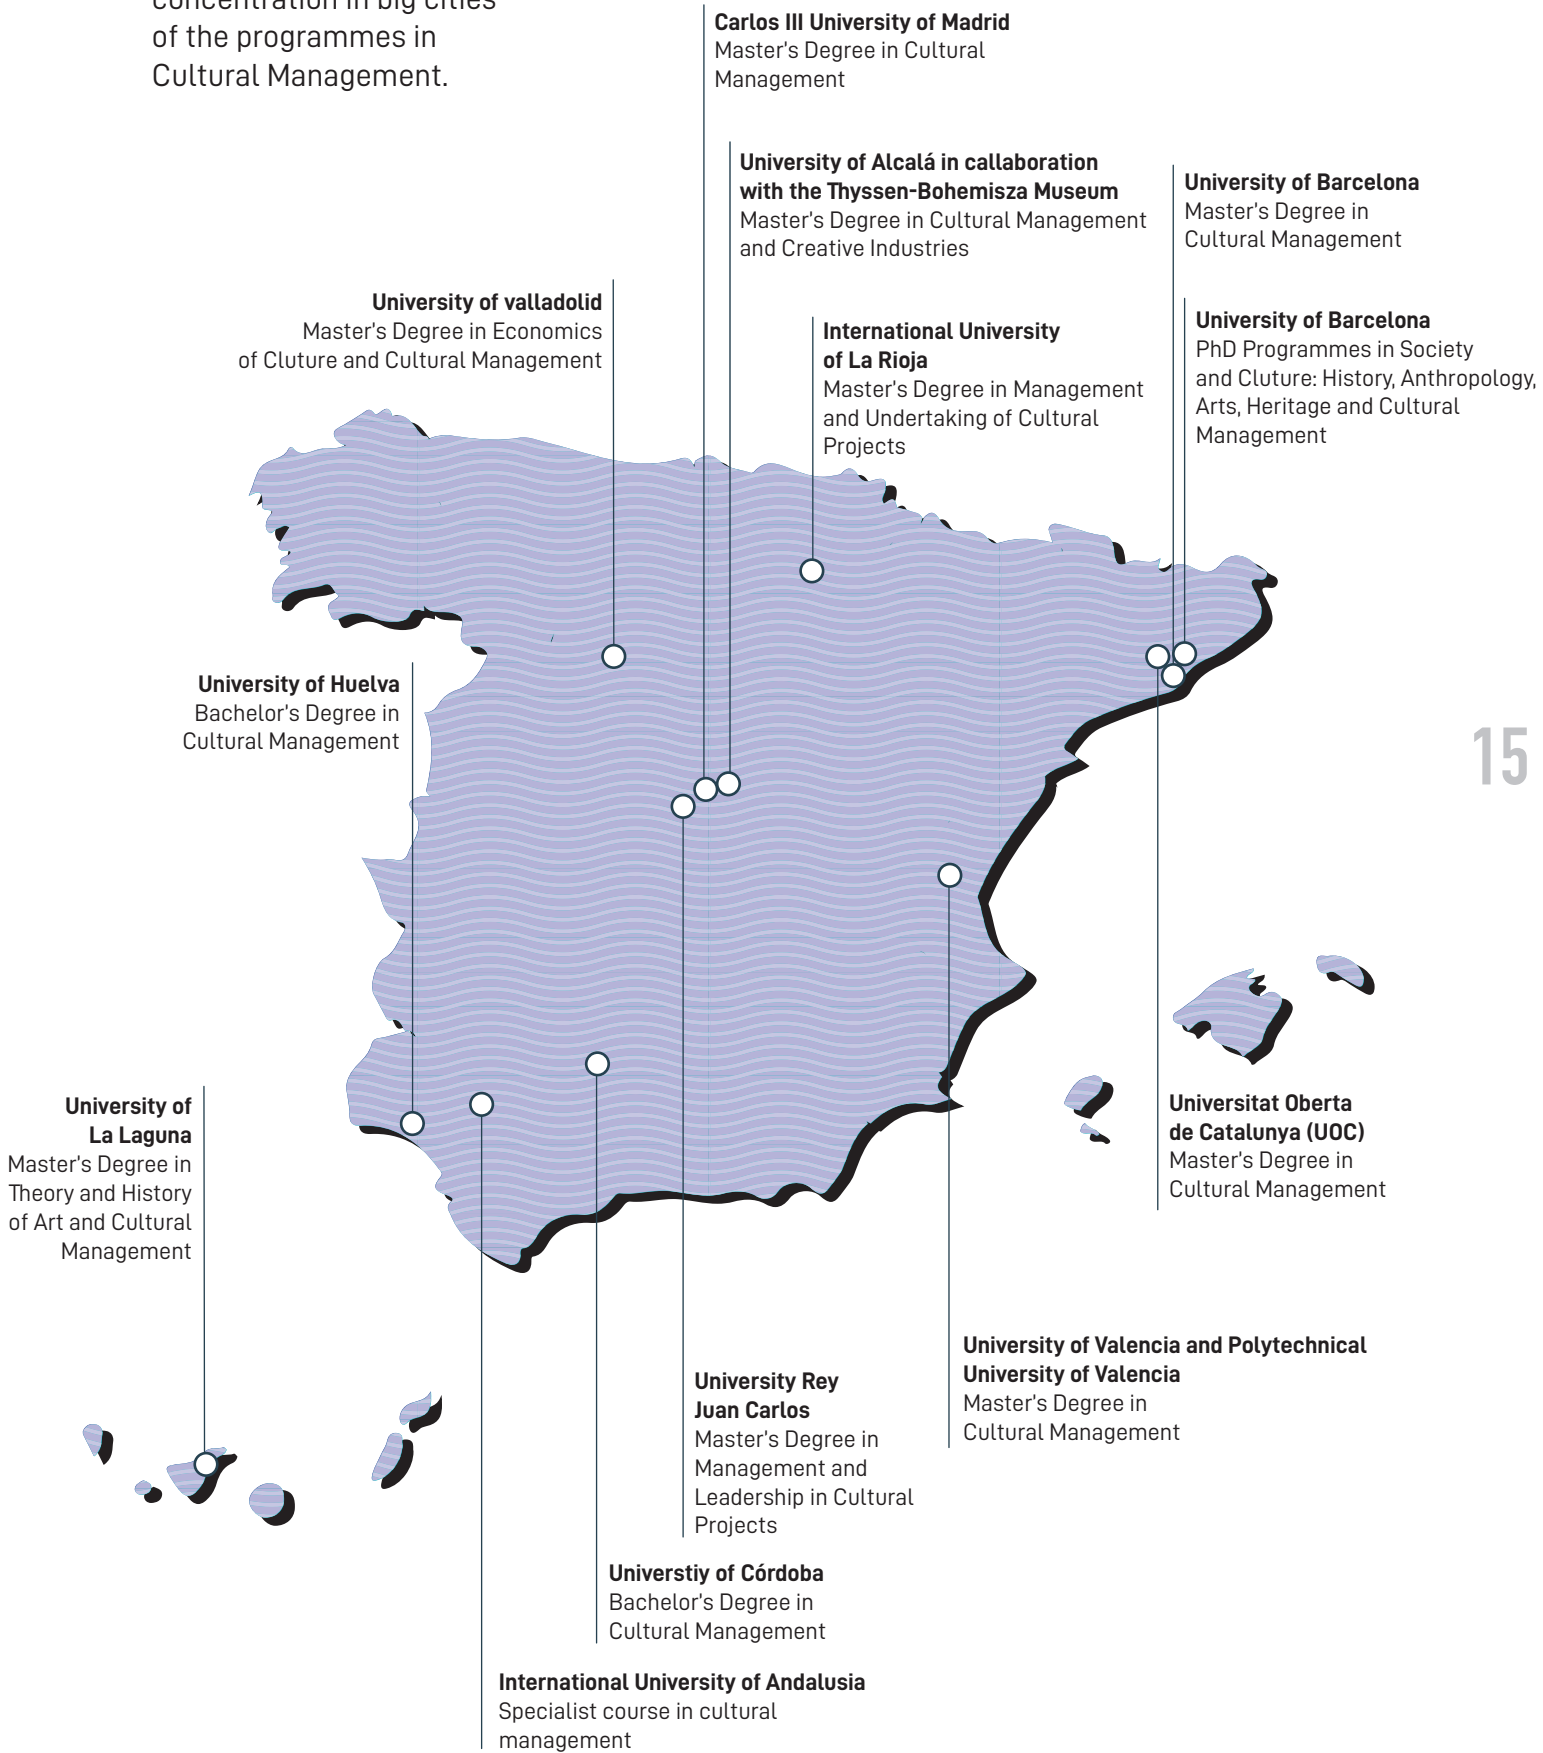 concentration in big cities
of the programmes in
Cultural Management.
Carlos III University of Madrid
Master's Degree in Cultural
Management
University of Alcalá in callaboration
with the Thyssen-Bohemisza Museum
Master's Degree in Cultural Management
and Creative Industries
University of Barcelona
Master's Degree in
Cultural Management
University of valladolid
Master's Degree in Economics
of Cluture and Cultural Management
International University
of La Rioja
Master's Degree in Management
and Undertaking of Cultural
Projects
University of Barcelona
PhD Programmes in Society
and Cluture: History, Anthropology,
Arts, Heritage and Cultural
Management
University of Huelva
Bachelor's Degree in
Cultural Management
15
University of
La Laguna
Master's Degree in
Theory and History
of Art and Cultural
Management
Universitat Oberta
de Catalunya (UOC)
Master's Degree in
Cultural Management
University of Valencia and Polytechnical
University of Valencia
Master's Degree in
Cultural Management
University Rey
Juan Carlos
Master's Degree in
Management and
Leadership in Cultural
Projects
Universtiy of Córdoba
Bachelor's Degree in
Cultural Management
International University of Andalusia
Specialist course in cultural
management